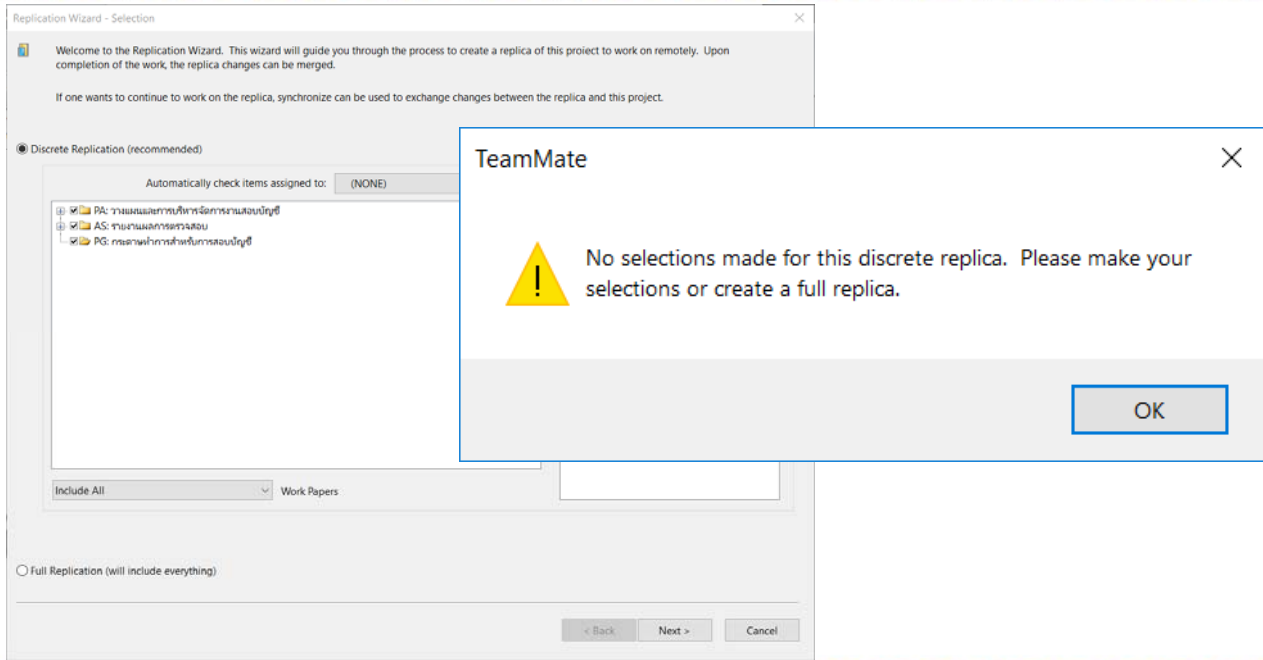 Replication Wizard - Selection
Welcome to the Replication Wizard. This wizard will guide you through the process to create a replica of this project to work on remotely. Upon
completion of the work, the replica changes can be merged.
If one wants to continue to work on the replica, synchronize can be used to exchange changes between the replica and this project.
Discrete Replication (recommended)
Automatically check items assigned to: (NONE)
PA: วางแผนและการบริหารจัดการงานสอบบัญชี
AS: รายงานผลการตรวจสอบ
PG: กระดาษทำการสำหรับการสอบบัญชี
TeamMate
No selections made for this discrete replica. Please make your
selections or create a full replica.
OK
Include All Work Papers
Full Replication (will include everything)
< Back Next > Cancel